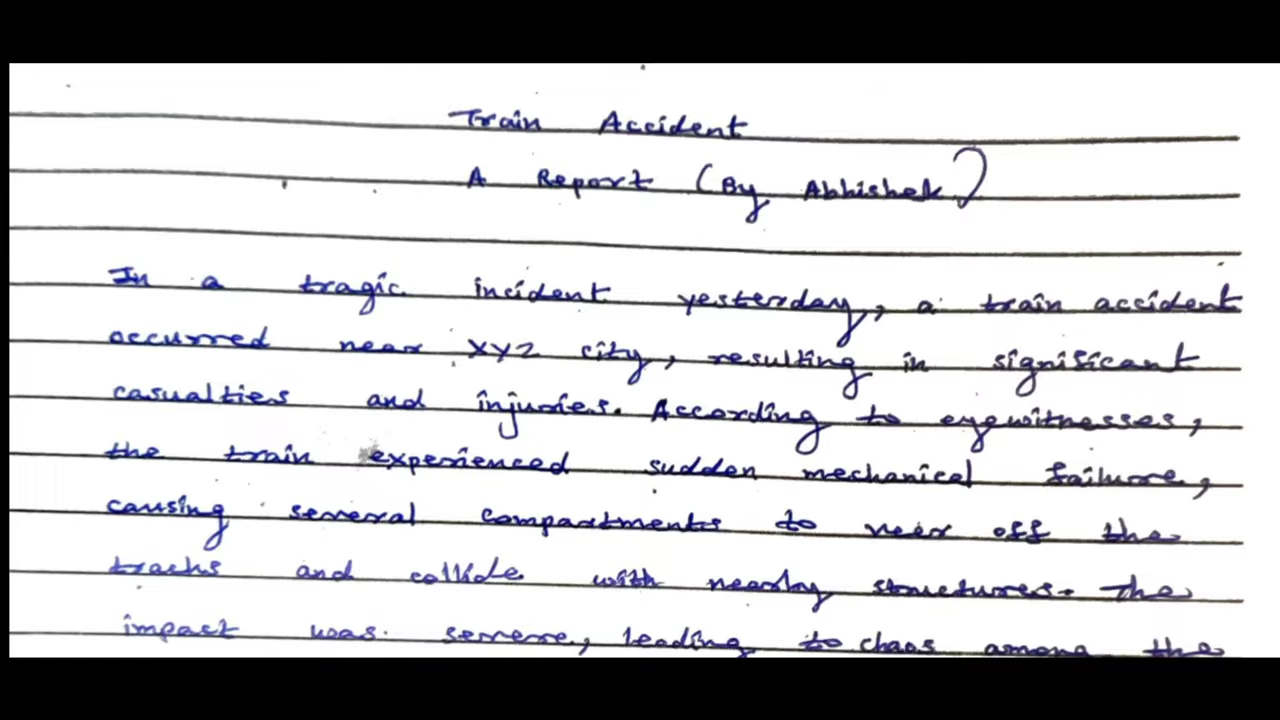 Train Accident
A Report (By Abhishek)
In a tragic incident yesterday, a train accident
occurred near XYZ city, resulting in significant
casualties and injuries. According to eyewitnesses,
the train experienced sudden mechanical failure,
causing several compartments to veer off the
tracks and collide with nearby structures. The
impact was severe, leading to chaos among the